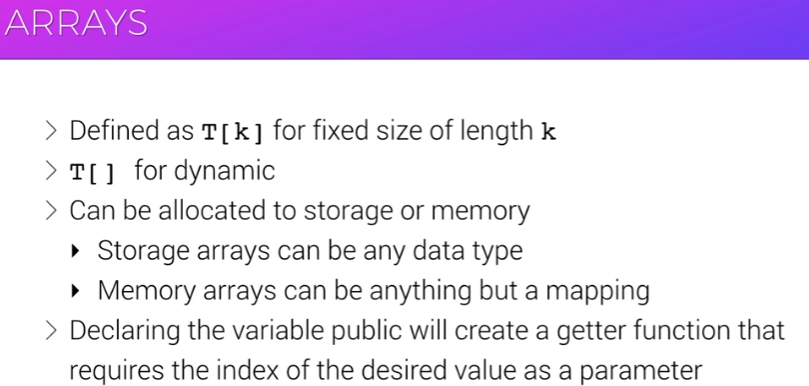 ARRAYS
> Defined as T[k] for fixed size of length k
> T[] for dynamic
> Can be allocated to storage or memory
‣ Storage arrays can be any data type
‣ Memory arrays can be anything but a mapping
> Declaring the variable public will create a getter function that
requires the index of the desired value as a parameter